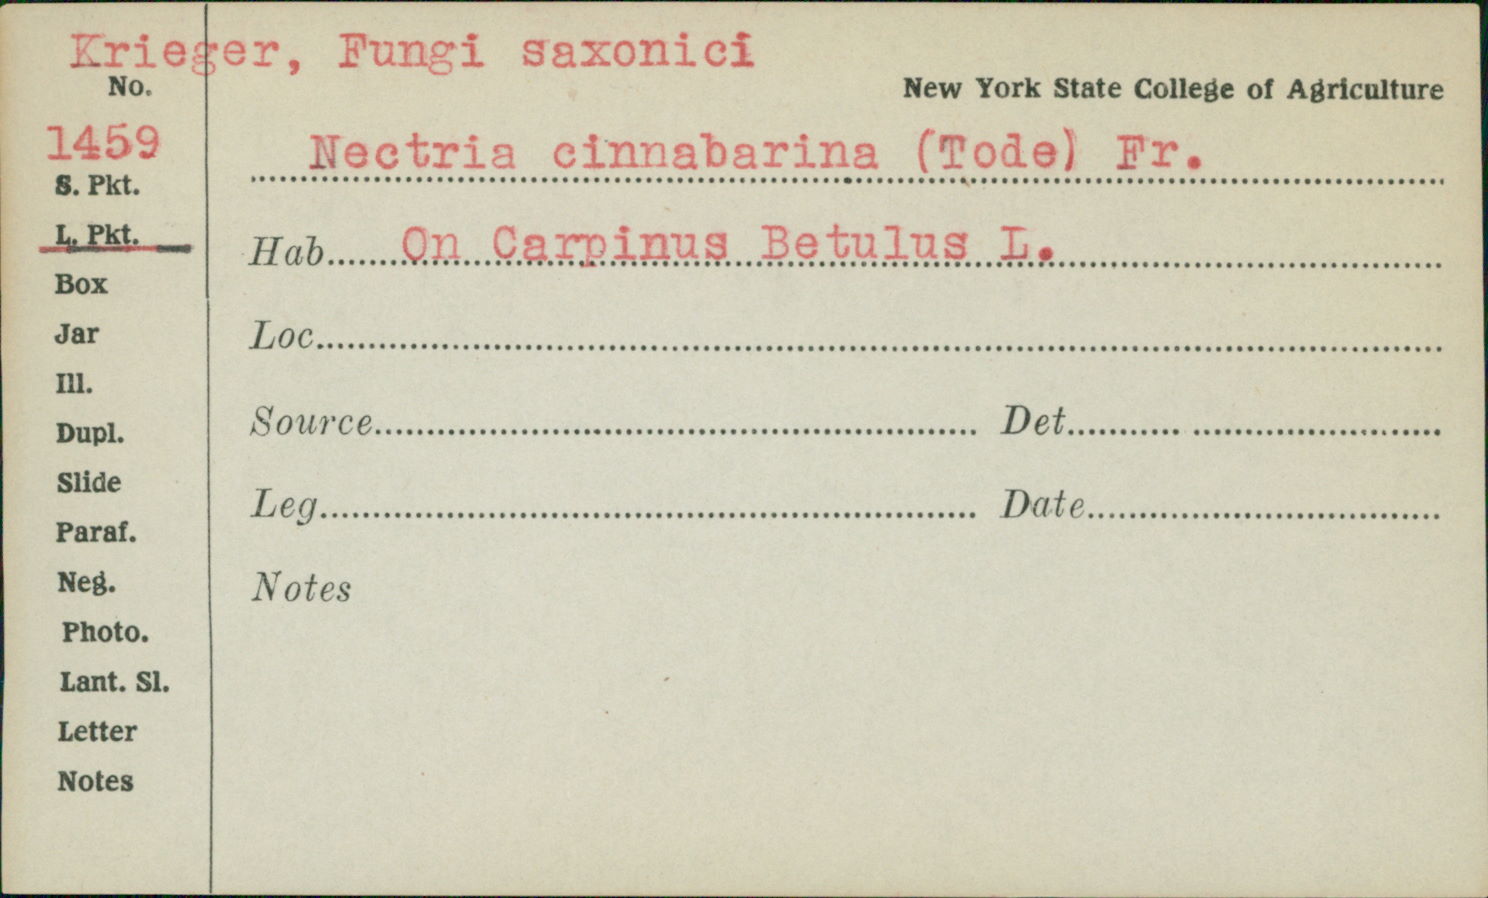 Krieger, Fungi saxonici
No.
New York State College of Agriculture
1459
Nectria cinnabarina (Tode) Fr.
S. Pkt.
L. Pkt.
Hab. On Carpinus Betulus L.
Box
Jar
Loc.
Ill.
Dupl.
Source Det.
Slide
Leg. Date
Paraf.
Neg.
Notes
Photo.
Lant. Sl.
Letter
Notes